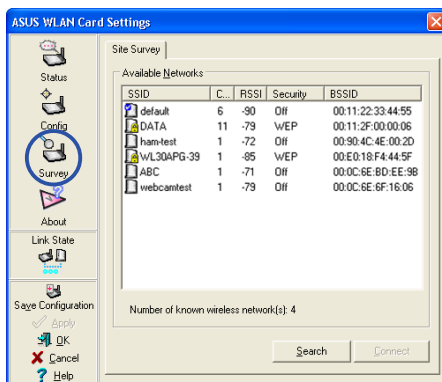 ASUS WLAN Card Settings
Status
Config
Survey
About
Link State
Save Configuration
Apply
OK
Cancel
Help
Site Survey
Available Networks
SSID C... RSSI Security BSSID
default 6 -90 Off 00:11:22:33:44:55
DATA 11 -79 WEP 00:11:2F:00:00:06
ham-test 1 -72 Off 00:90:4C:4E:00:2D
WL30APG-39 1 -85 WEP 00:E0:18:F4:44:5F
ABC 1 -71 Off 00:0C:6E:BD:EE:9B
webcamtest 1 -79 Off 00:0C:6E:6F:16:06
Number of known wireless network(s): 4
Search Connect